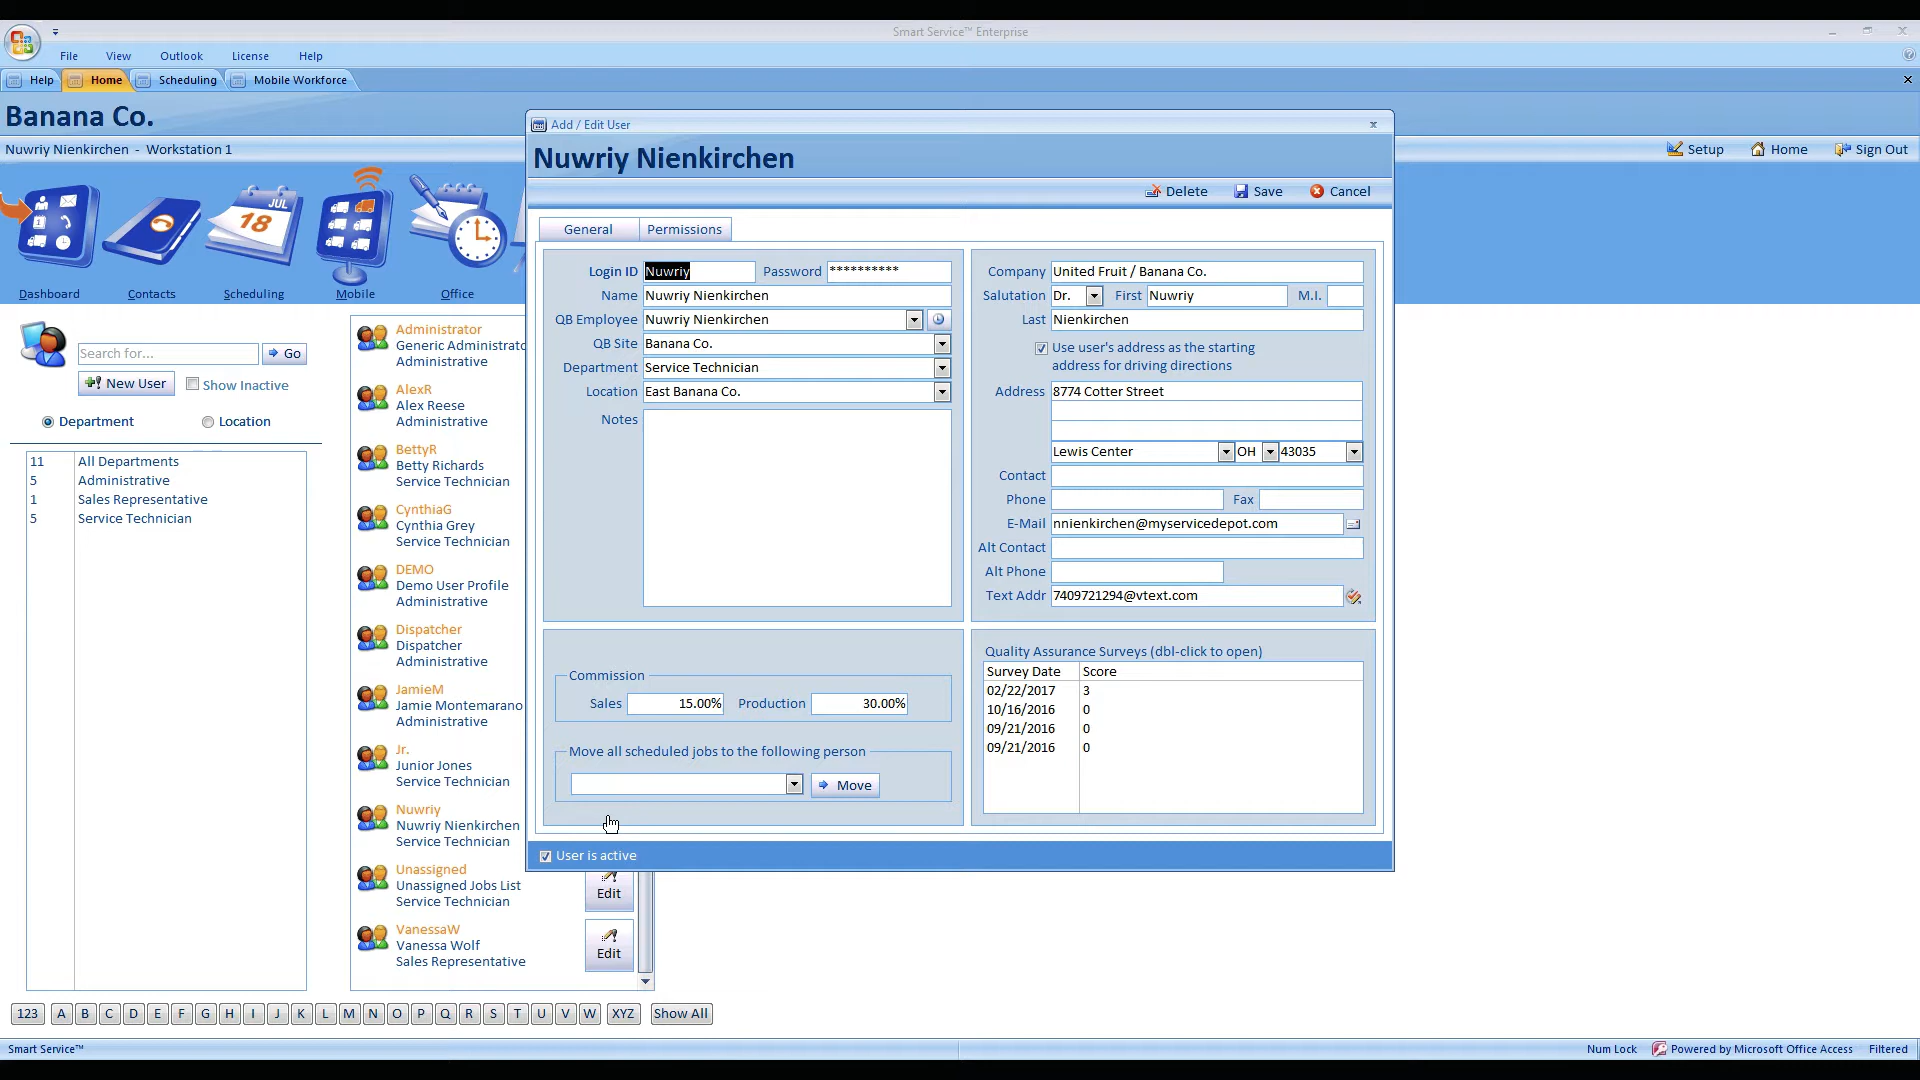 Smart Service™ Enterprise
File View Outlook License Help
Help Home Scheduling Mobile Workforce
Banana Co.
Nuwriy Nienkirchen - Workstation 1
Setup Home Sign Out
JUL
18
Dashboard Contacts Scheduling Mobile Office
Search for... Go
New User Show Inactive
Department Location
11 All Departments
5 Administrative
1 Sales Representative
5 Service Technician
Administrator
Generic Administrato
Administrative
AlexR
Alex Reese
Administrative
BettyR
Betty Richards
Service Technician
CynthiaG
Cynthia Grey
Service Technician
DEMO
Demo User Profile
Administrative
Dispatcher
Dispatcher
Administrative
JamieM
Jamie Montemarano
Administrative
Jr.
Junior Jones
Service Technician
Nuwriy
Nuwriy Nienkirchen
Service Technician
Unassigned
Unassigned Jobs List
Service Technician
Edit
VanessaW
Vanessa Wolf
Sales Representative
Edit
Add / Edit User
Nuwriy Nienkirchen
Delete Save Cancel
General Permissions
Login ID Nuwriy Password **********
Name Nuwriy Nienkirchen
QB Employee Nuwriy Nienkirchen
QB Site Banana Co.
Department Service Technician
Location East Banana Co.
Notes
Commission
Sales 15.00% Production 30.00%
Move all scheduled jobs to the following person
Move
Company United Fruit / Banana Co.
Salutation Dr. First Nuwriy M.I.
Last Nienkirchen
Use user's address as the starting
address for driving directions
Address 8774 Cotter Street
Lewis Center OH 43035
Contact
Phone Fax
E-Mail nnienkirchen@myservicedepot.com
Alt Contact
Alt Phone
Text Addr 7409721294@vtext.com
Quality Assurance Surveys (dbl-click to open)
Survey Date Score
02/22/2017 3
10/16/2016 0
09/21/2016 0
09/21/2016 0
User is active
123 A B C D E F G H I J K L M N O P Q R S T U V W XYZ Show All
Smart Service™ Num Lock Powered by Microsoft Office Access Filtered